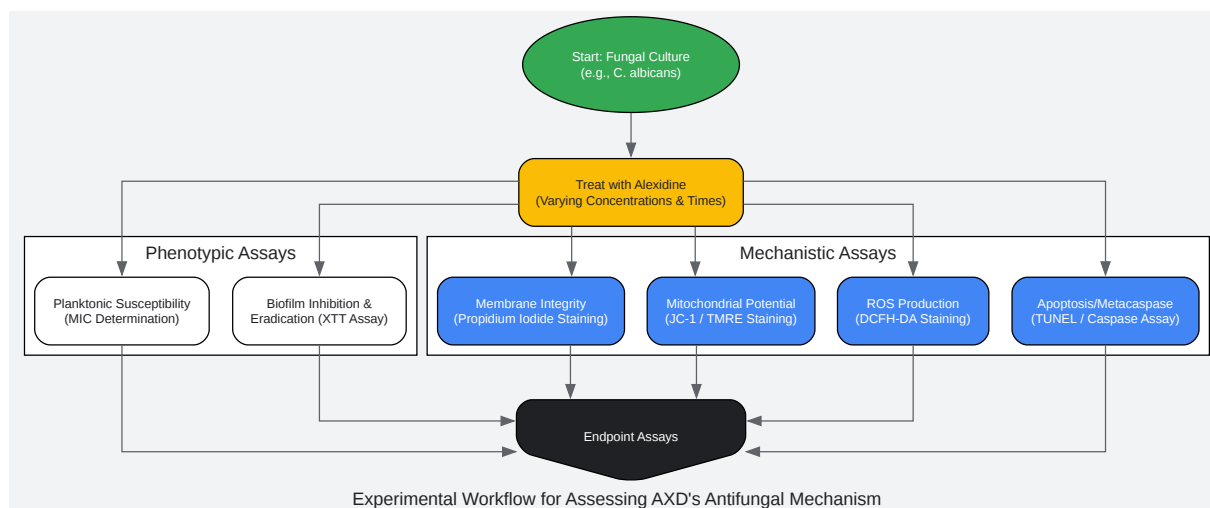 Start: Fungal Culture
(e.g., C. albicans)
Treat with Alexidine
(Varying Concentrations & Times)
Phenotypic Assays
Mechanistic Assays
Planktonic Susceptibility
(MIC Determination)
Biofilm Inhibition &
Eradication (XTT Assay)
Membrane Integrity
(Propidium Iodide Staining)
Mitochondrial Potential
(JC-1 / TMRE Staining)
ROS Production
(DCFH-DA Staining)
Apoptosis/Metacaspase
(TUNEL / Caspase Assay)
Endpoint Assays
Experimental Workflow for Assessing AXD's Antifungal Mechanism